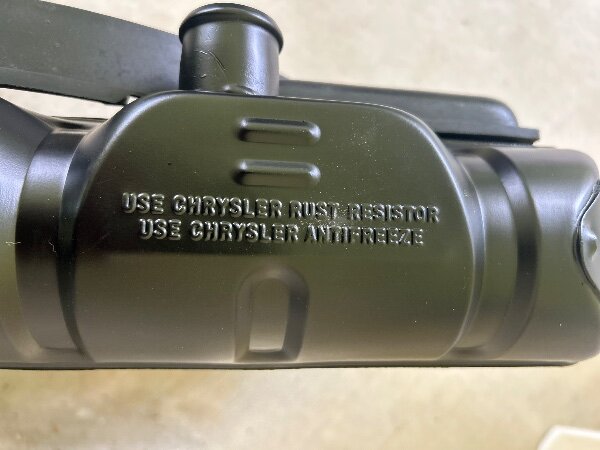 USE CHRYSLER RUST RESISTOR
USE CHRYSLER ANTIFREEZE